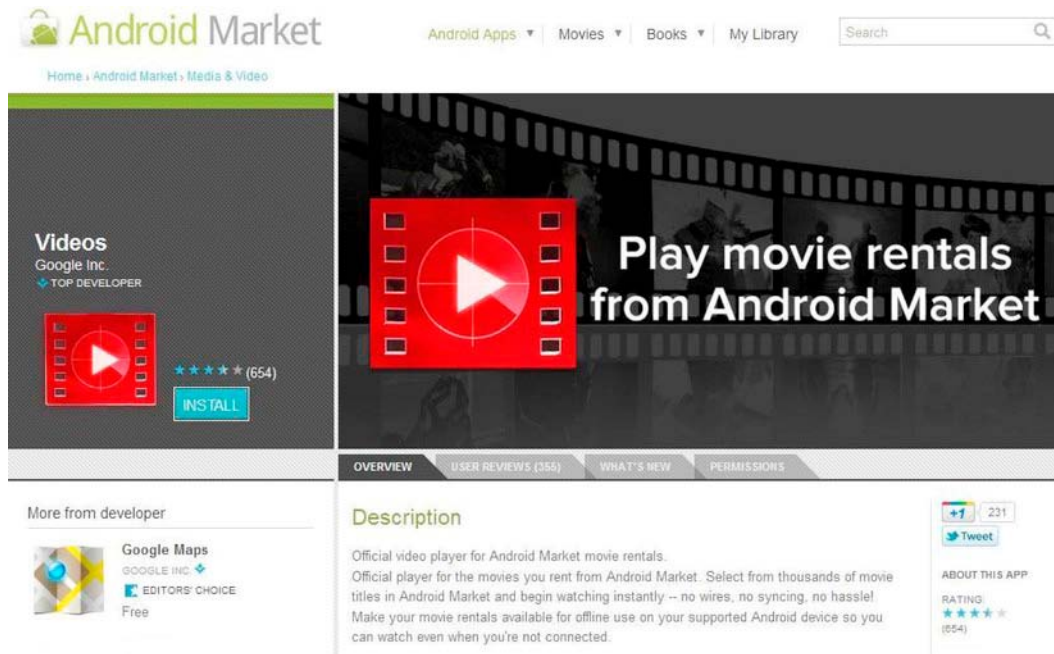 Android Market
Android Apps ▼ Movies ▼ Books ▼ My Library Search
Home › Android Market › Media & Video
Videos
Google Inc.
TOP DEVELOPER
(654)
INSTALL
Play movie rentals
from Android Market
OVERVIEW USER REVIEWS (355) WHAT'S NEW PERMISSIONS
More from developer
Google Maps
GOOGLE INC.
EDITORS' CHOICE
Free
Description
Official video player for Android Market movie rentals.
Official player for the movies you rent from Android Market. Select from thousands of movie
titles in Android Market and begin watching instantly -- no wires, no syncing, no hassle!
Make your movie rentals available for offline use on your supported Android device so you
can watch even when you're not connected.
+1 231
Tweet
ABOUT THIS APP
RATING:
(654)